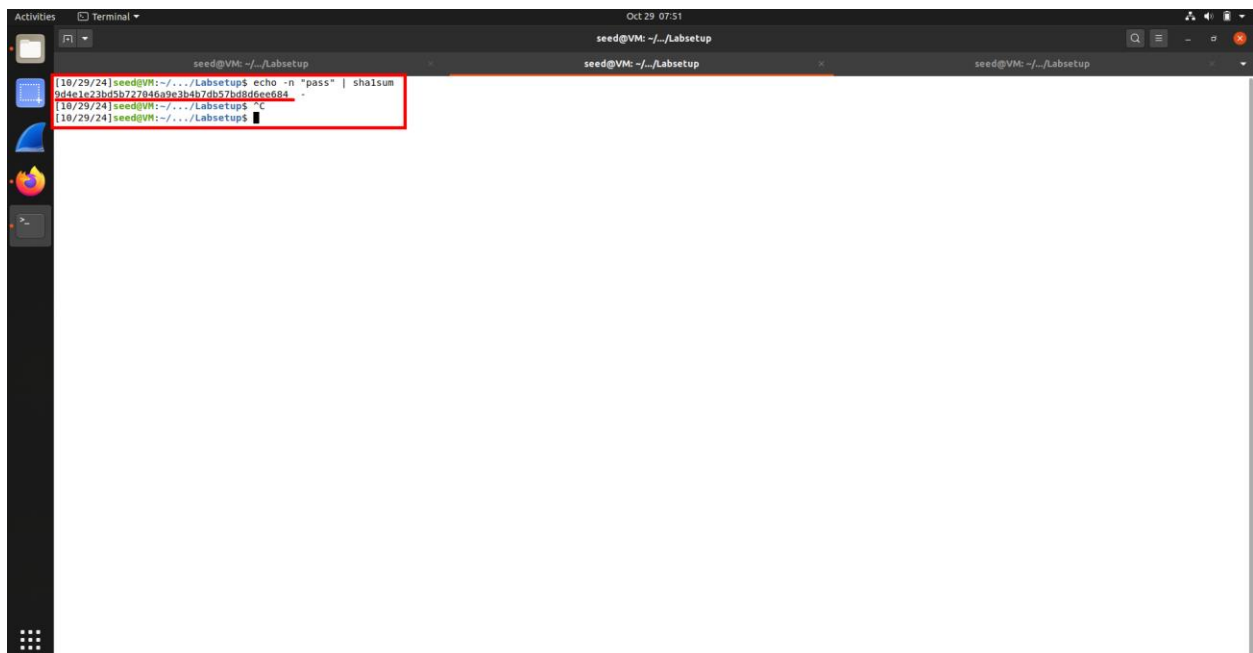 Activities Terminal Oct 29 07:51
seed@VM: ~/.../Labsetup
seed@VM: ~/.../Labsetup seed@VM: ~/.../Labsetup seed@VM: ~/.../Labsetup
[10/29/24]seed@VM:~/.../Labsetup$ echo -n "pass" | sha1sum
9d4e1e23bd5b727046a9e3b4b7db57bd8d6ee684 -
[10/29/24]seed@VM:~/.../Labsetup$ ^C
[10/29/24]seed@VM:~/.../Labsetup$